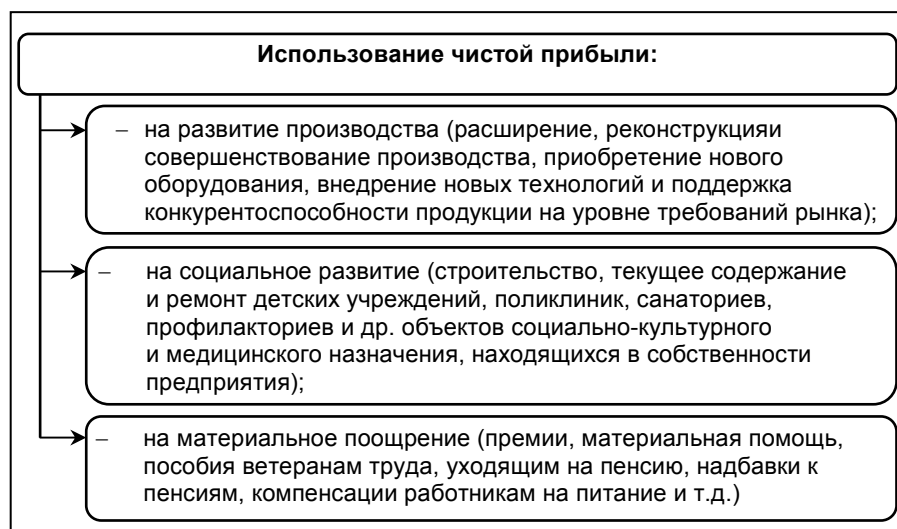 Использование чистой прибыли:
– на развитие производства (расширение, реконструкцияи
совершенствование производства, приобретение нового
оборудования, внедрение новых технологий и поддержка
конкурентоспособности продукции на уровне требований рынка);
– на социальное развитие (строительство, текущее содержание
и ремонт детских учреждений, поликлиник, санаториев,
профилакториев и др. объектов социально-культурного
и медицинского назначения, находящихся в собственности
предприятия);
– на материальное поощрение (премии, материальная помощь,
пособия ветеранам труда, уходящим на пенсию, надбавки к
пенсиям, компенсации работникам на питание и т.д.)